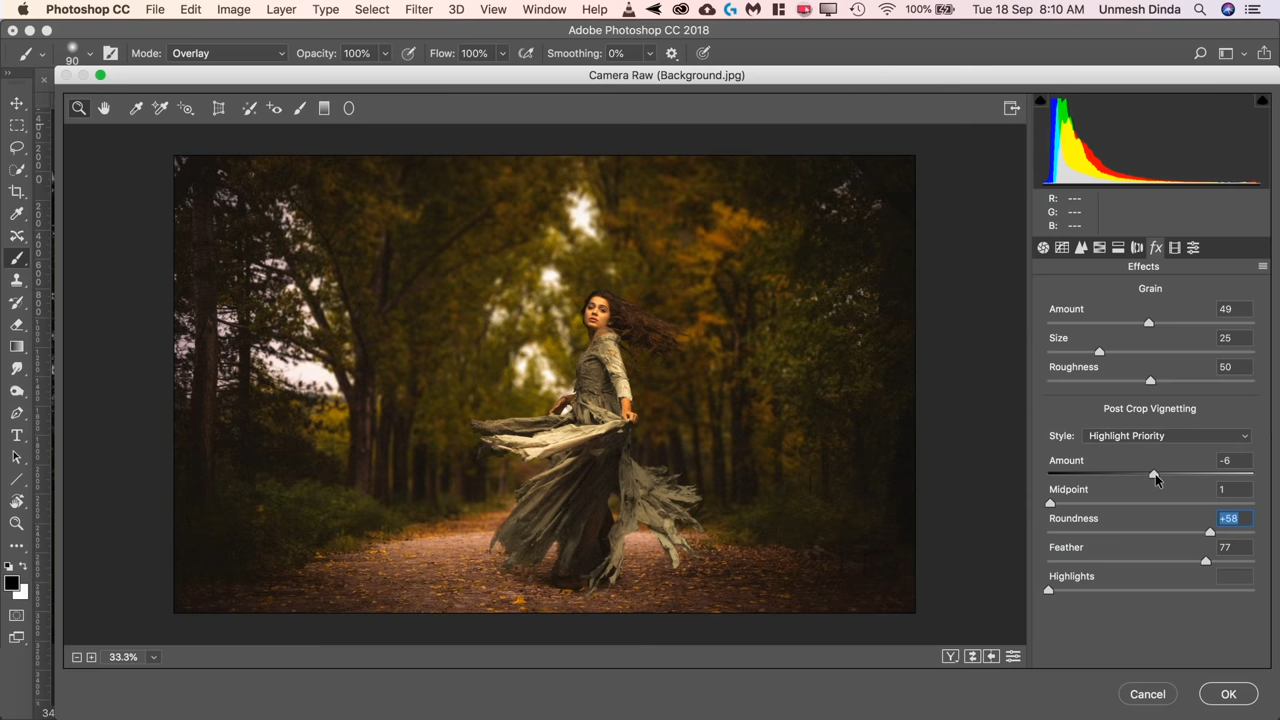 Photoshop CC File Edit Image Layer Type Select Filter 3D View Window Help 100% Tue 18 Sep 8:10 AM Unmesh Dinda
Adobe Photoshop CC 2018
90 Mode: Overlay Opacity: 100% Flow: 100% Smoothing: 0%
Camera Raw (Background.jpg)
R: ---
G: ---
B: ---
fx
Effects
Grain
Amount 49
Size 25
Roughness 50
Post Crop Vignetting
Style: Highlight Priority
Amount -6
Midpoint 1
Roundness +58
Feather 77
Highlights
33.3%
Y
Cancel OK
34